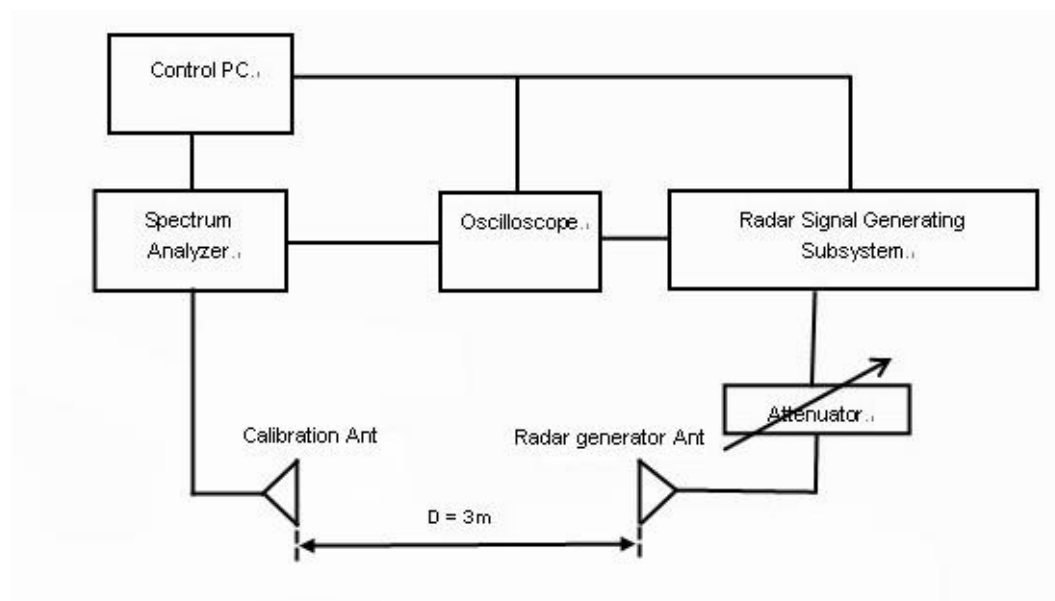 Control PC.
Spectrum
Analyzer.
Oscilloscope.
Radar Signal Generating
Subsystem.
Attenuator.
Calibration Ant
Radar generator Ant
D = 3m